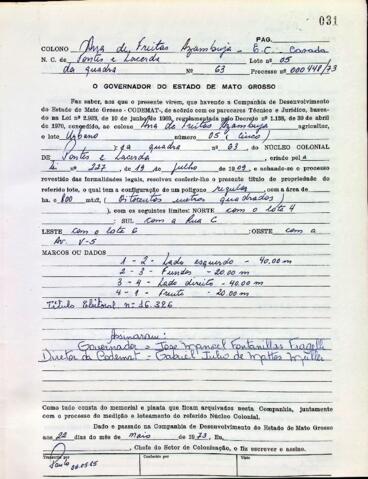 031
PAG.
COLONO Ana de Freitas Azambuja - E.C. Casada
N. C. de Pontes e Lacerda Lote nº 05
da quadra Nº 63 Processo nº 000448/73
O GOVERNADOR DO ESTADO DE MATO GROSSO
Faz saber, aos que o presente virem, que havendo a Companhia de Desenvolvimento
do Estado de Mato Grosso - CODEMAT-, de acôrdo com os pareceres Técnico e Jurídico, basea-
do na Lei nº 2.909, de 10 de junho de 1969, regulamentada pelo Decreto nº 1.138, de 30 de abril
de 1970, concedido, ao colono Ana de Freitas Azambuja agricultor,
o lote Urbano 05 (cinco)
) da quadra nº 03 do NÚCLEO COLONIAL
DE Pontes e Lacerda, criado pel a
nº 227, de 19 de julho de 1909, e achando-se o processo
revestido das formalidades legais, resolveu conferir-lhe o presente título de propriedade do
referido lote, o qual tem a configuração de um polígono regular com a área de
ha. e 800 mts2, (Oitocentos metros quadrados)
), com os seguintes limites: NORTE com o lote 4
SUL com a Rua C
LESTE com o lote 6 :OESTE com a
Av. V-5
MARCOS OU DADOS
1 - 2 - Lado esquerdo - 40,00 m
2 - 3 - Fundos - 20,00 m
3 - 4 - Lado direito - 40,00 m
4 - 1 - Frente - 20,00 m
Título Eleitoral nº 16.326
Assinaram:
Governador - José Manoel Fontanillas Fragelli
Diretor da Codemat - Gabriel Julio de Mattos Müller
Como tudo consta do memorial e planta que ficam arquivados nesta Companhia, juntamente
com o processo de medição e loteamento do referido Núcleo Colonial.
Dado e passado na Companhia de Desenvolvimento do Estado de Mato Grosso
aos 22 dias do mês de maio de 1973, Eu,
, Chefe do Setor de Colonização, o fiz escrever e assino.
Transcrito por
Conferido por
Visto